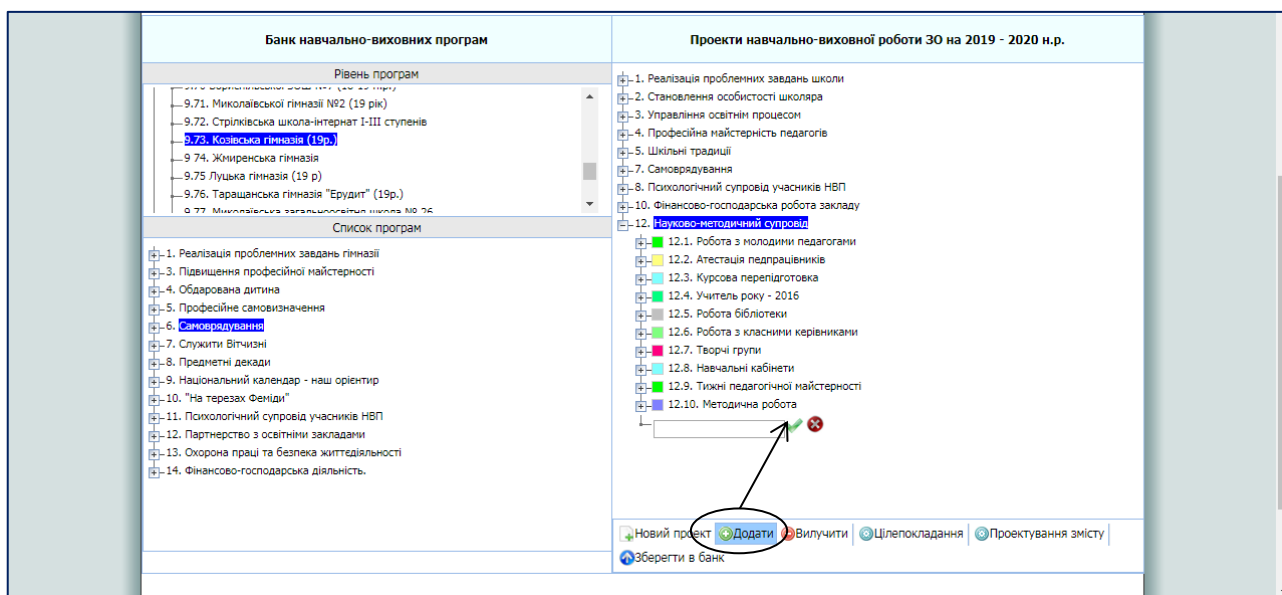 Банк навчально-виховних програм
Рівень програм
9.71. Миколаївської гімназії №2 (19 рік)
9.72. Стрілківська школа-інтернат І-ІІІ ступенів
9.73. Козівська гімназія (19р.)
9 74. Жмиренська гімназія
9.75 Луцька гімназія (19 р)
9.76. Таращанська гімназія "Ерудит" (19р.)
9.77. Миколаївська загальноосвітня школа № 26
Список програм
1. Реалізація проблемних завдань гімназії
3. Підвищення професійної майстерності
4. Обдарована дитина
5. Професійне самовизначення
6. Самоврядування
7. Служити Вітчизні
8. Предметні декади
9. Національний календар - наш орієнтир
10. "На терезах Феміди"
11. Психологічний супровід учасників НВП
12. Партнерство з освітніми закладами
13. Охорона праці та безпека життєдіяльності
14. Фінансово-господарська діяльність.
Проекти навчально-виховної роботи ЗО на 2019 - 2020 н.р.
1. Реалізація проблемних завдань школи
2. Становлення особистості школяра
3. Управління освітнім процесом
4. Професійна майстерність педагогів
5. Шкільні традиції
7. Самоврядування
8. Психологічний супровід учасників НВП
10. Фінансово-господарська робота закладу
12. Науково-методичний супровід
12.1. Робота з молодими педагогами
12.2. Атестація педпрацівників
12.3. Курсова перепідготовка
12.4. Учитель року - 2016
12.5. Робота бібліотеки
12.6. Робота з класними керівниками
12.7. Творчі групи
12.8. Навчальні кабінети
12.9. Тижні педагогічної майстерності
12.10. Методична робота
Новий проект Додати Вилучити Цілепокладання Проектування змісту
Зберегти в банк